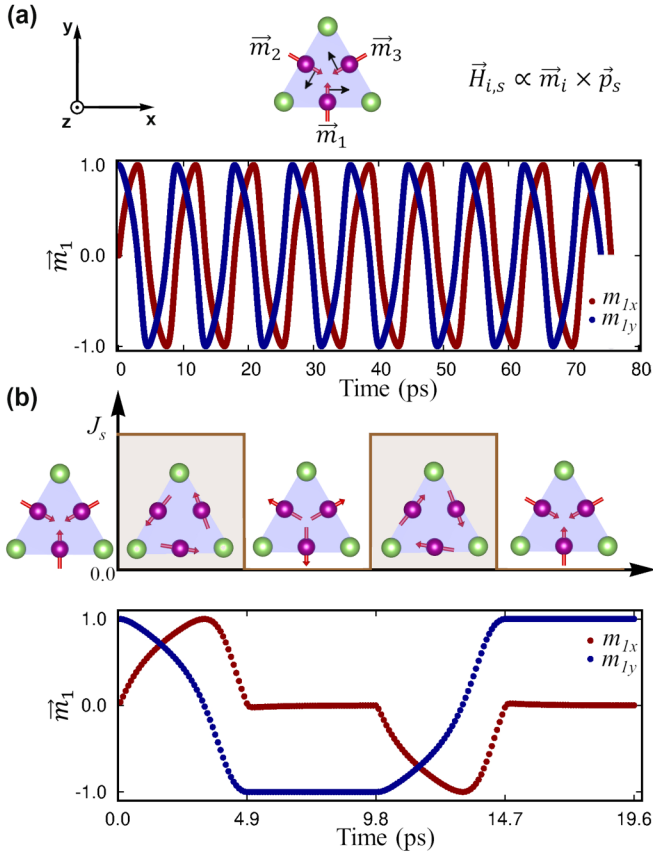 (a)
y
z
x
m⃗₂
m⃗₃
m⃗₁
H⃗ᵢ,ₛ ∝ m⃗ᵢ × p⃗ₛ
1.0
0.0
-1.0
m⃗₁
m1x
m1y
0 10 20 30 40 50 60 70 80
Time (ps)
(b)
Jₛ
0.0
1.0
0.0
-1.0
m⃗₁
m1x
m1y
0.0 4.9 9.8 14.7 19.6
Time (ps)